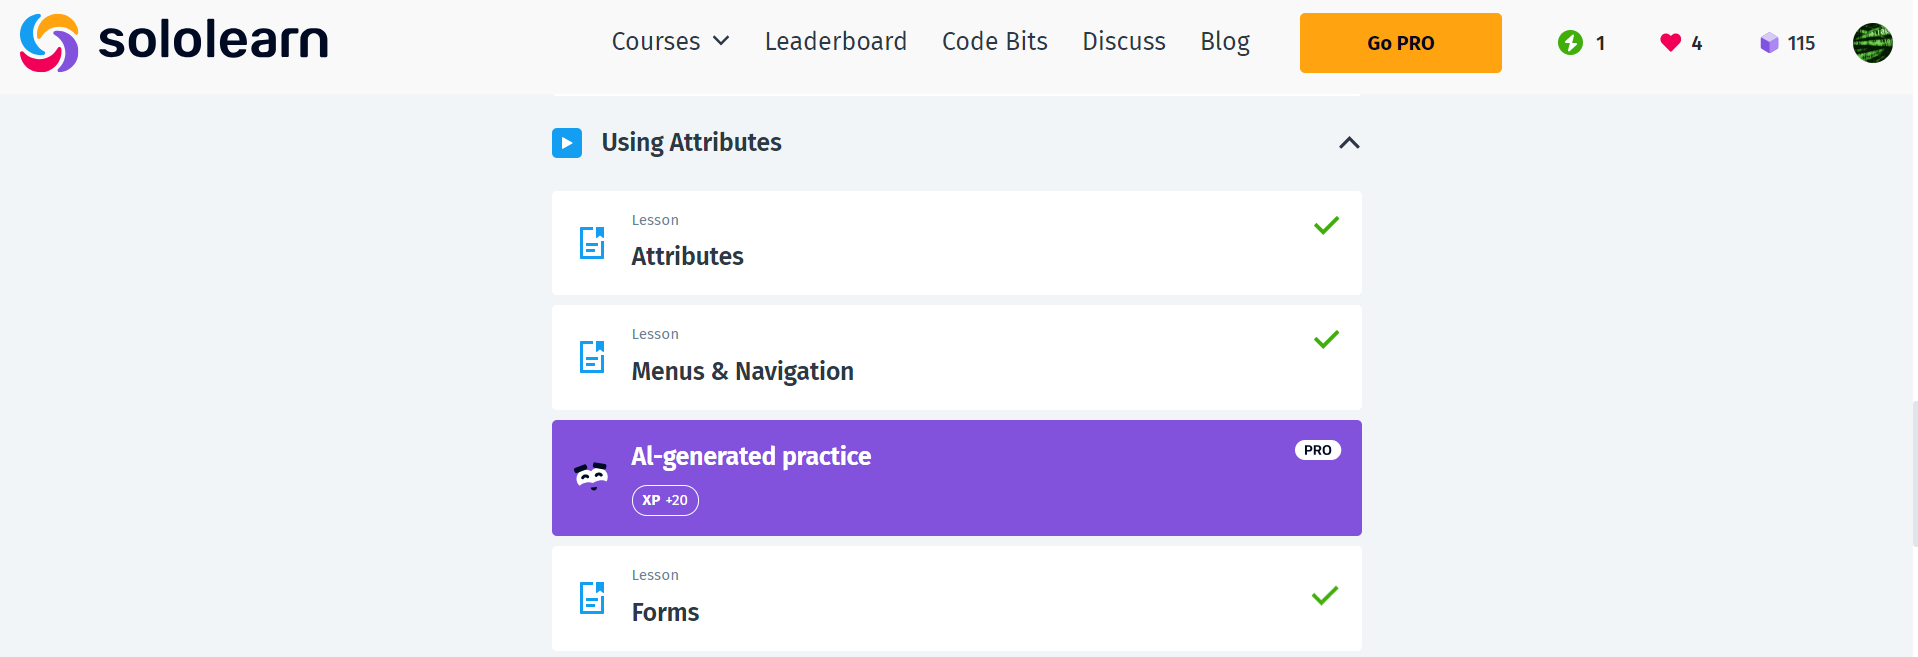 sololearn
Courses Leaderboard Code Bits Discuss Blog Go PRO 1 4 115
Using Attributes
Lesson
Attributes
Lesson
Menus & Navigation
AI-generated practice
PRO
XP +20
Lesson
Forms